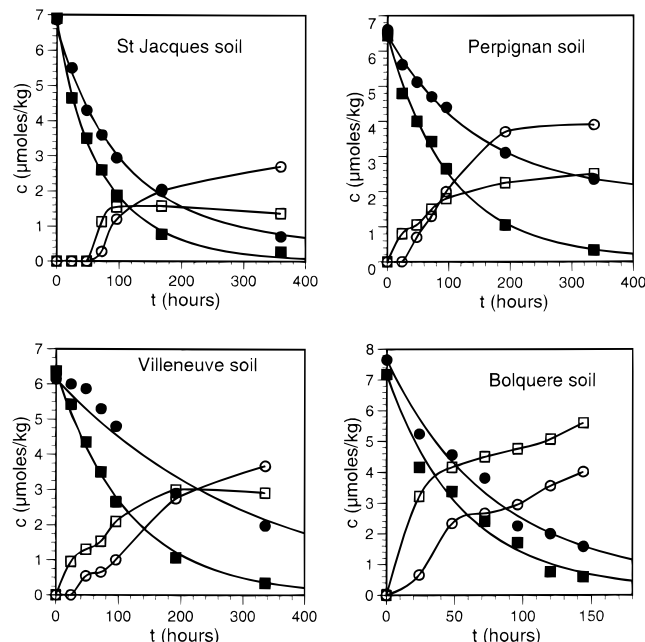 St Jacques soil
c (µmoles/kg)
7
6
5
4
3
2
1
0
0 100 200 300 400
t (hours)
Perpignan soil
c (µmoles/kg)
7
6
5
4
3
2
1
0
0 100 200 300 400
t (hours)
Villeneuve soil
c (µmoles/kg)
7
6
5
4
3
2
1
0
0 100 200 300 400
t (hours)
Bolquere soil
c (µmoles/kg)
8
7
6
5
4
3
2
1
0
0 50 100 150
t (hours)